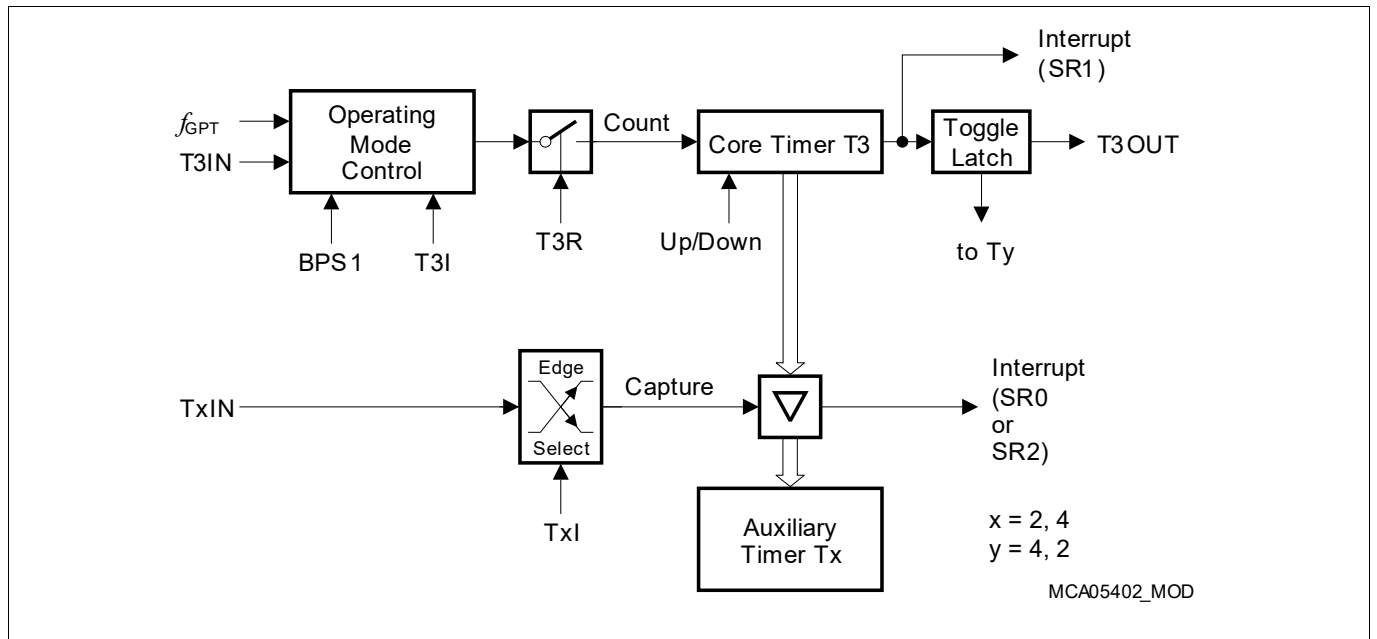 Interrupt
(SR1)
fGPT
T3IN
Operating
Mode
Control
Count
Core Timer T3
Toggle
Latch
T3OUT
BPS1
T3I
T3R
Up/Down
to Ty
TxIN
Edge
Select
Capture
Interrupt
(SR0
or
SR2)
TxI
Auxiliary
Timer Tx
x = 2, 4
y = 4, 2
MCA05402_MOD